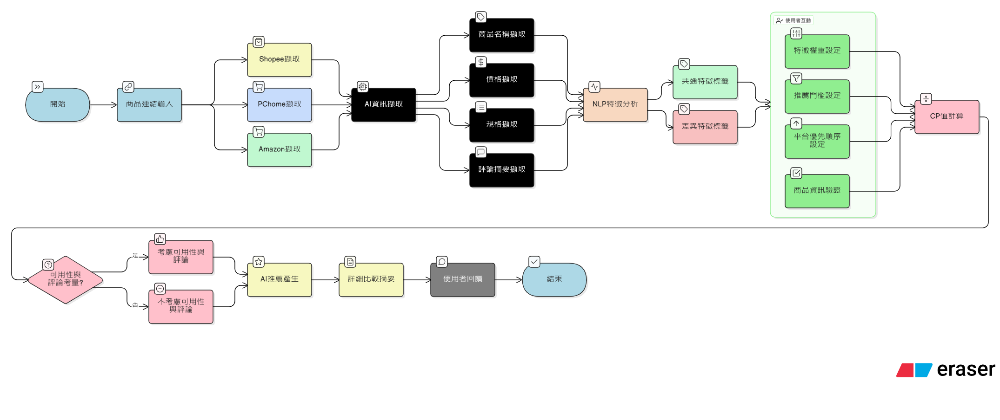 開始
商品連結輸入
Shopee擷取
PChome擷取
Amazon擷取
AI資訊擷取
商品名稱擷取
價格擷取
規格擷取
評論摘要擷取
NLP特徵分析
共通特徵標籤
差異特徵標籤
使用者互動
特徵權重設定
推薦門檻設定
平台優先順序
設定
商品資訊驗證
CP值計算
可用性與
評論考量?
是
考慮可用性與
評論
否
不考慮可用性
與評論
AI推薦產生
詳細比較摘要
使用者回饋
結束
eraser